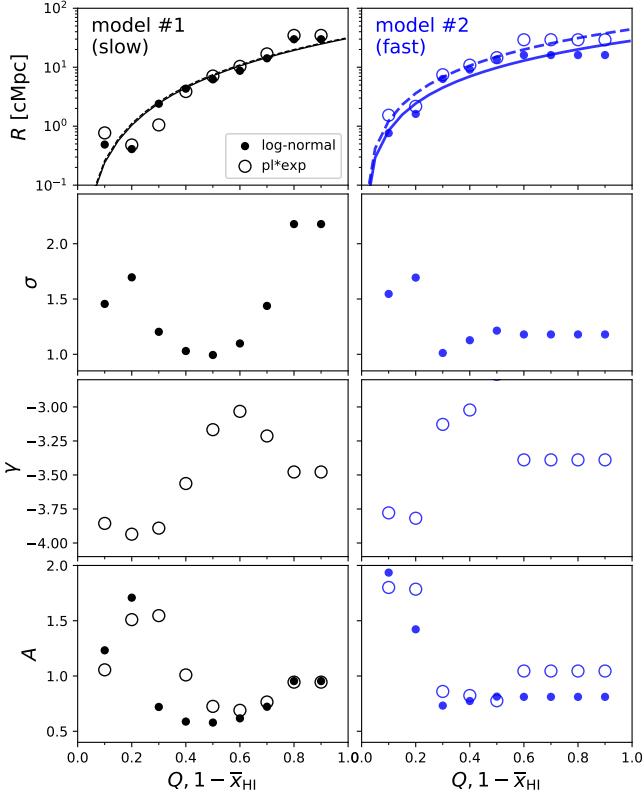 model #1
(slow)
model #2
(fast)
R [cMpc]
10²
10¹
10⁰
10⁻¹
log-normal
pl*exp
σ
2.0
1.5
1.0
γ
−3.00
−3.25
−3.50
−3.75
−4.00
A
2.0
1.5
1.0
0.5
0.0 0.2 0.4 0.6 0.8 1.0.0 0.2 0.4 0.6 0.8 1.0
Q, 1 − x̅HI
Q, 1 − x̅HI